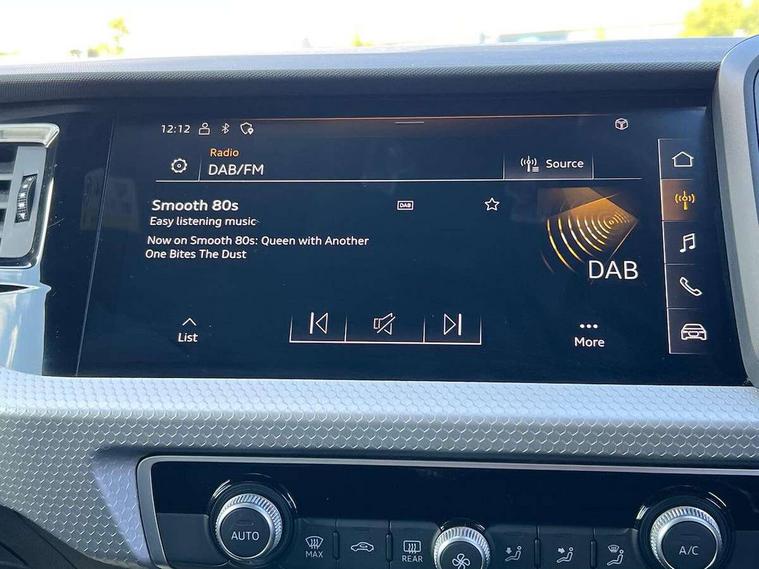 12:12
Radio
DAB/FM
Source
Smooth 80s
DAB
Easy listening music
Now on Smooth 80s: Queen with Another
One Bites The Dust
DAB
List
More
AUTO
MAX
REAR
A/C